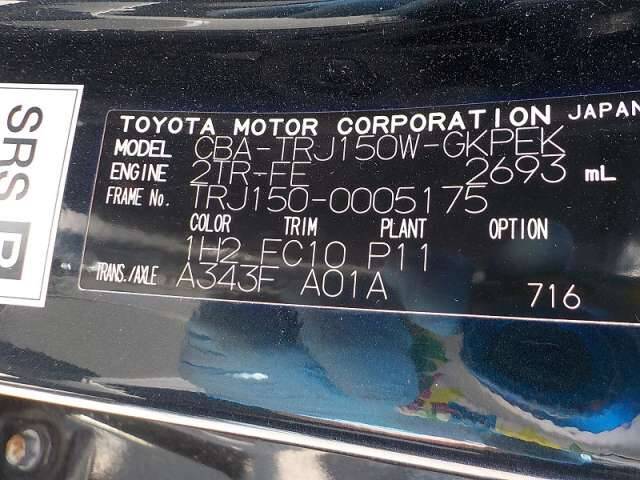 TOYOTA MOTOR CORPORATION JAPAN
MODEL CBA-TRJ150W-GKPEK
ENGINE 2TR-FE 2693 mL
FRAME No. TRJ150-0005175
COLOR TRIM PLANT OPTION
1H2 FC10 P11
TRANS./AXLE A343F A01A
716
SRS